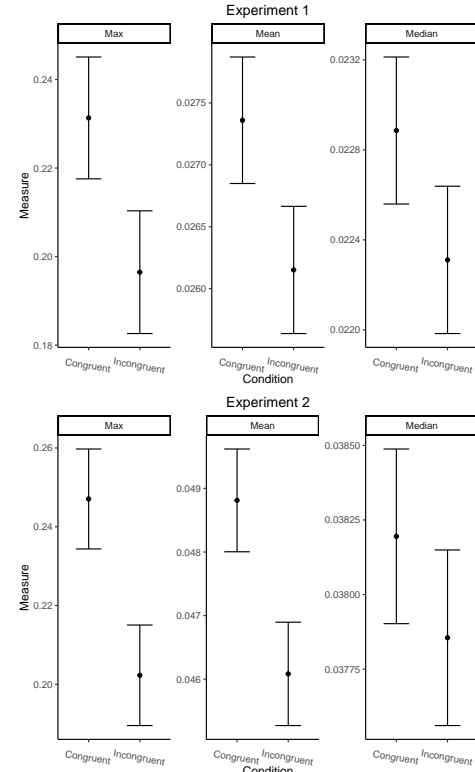 Experiment 1
Max Mean Median
Measure
0.24
0.22
0.20
0.18
0.0275
0.0270
0.0265
0.0260
0.0232
0.0228
0.0224
0.0220
Congruent Incongruent Congruent Incongruent Congruent Incongruent
Condition
Experiment 2
Max Mean Median
Measure
0.26
0.24
0.22
0.20
0.049
0.048
0.047
0.046
0.03850
0.03825
0.03800
0.03775
Congruent Incongruent Congruent Incongruent Congruent Incongruent
Condition